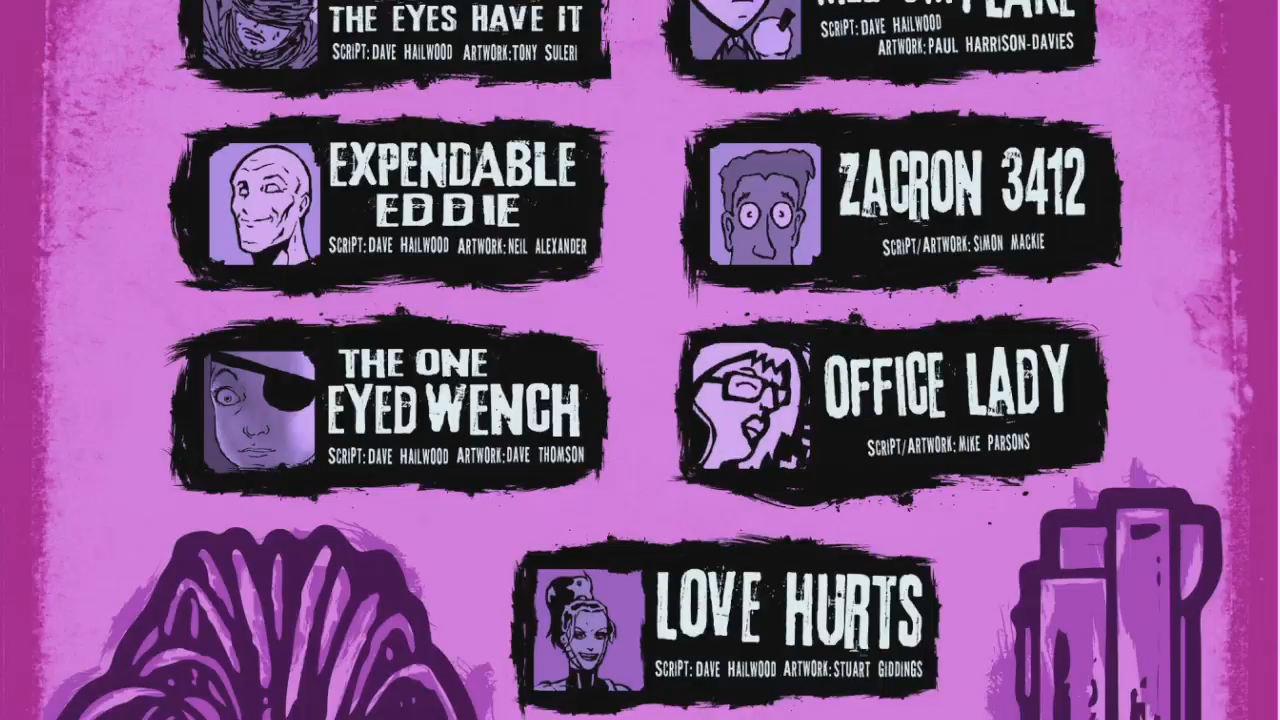 THE EYES HAVE IT
SCRIPT: DAVE HAILWOOD ARTWORK: TONY SULERI
SCRIPT: DAVE HAILWOOD
ARTWORK: PAUL HARRISON-DAVIES
EXPENDABLE
EDDIE
SCRIPT: DAVE HAILWOOD ARTWORK: NEIL ALEXANDER
ZACRON 3412
SCRIPT/ARTWORK: SIMON MACKIE
THE ONE
EYED WENCH
SCRIPT: DAVE HAILWOOD ARTWORK: DAVE THOMSON
OFFICE LADY
SCRIPT/ARTWORK: MIKE PARSONS
LOVE HURTS
SCRIPT: DAVE HAILWOOD ARTWORK: STUART GIDDINGS